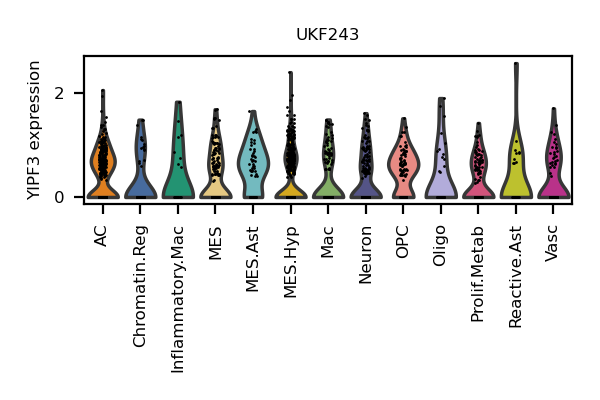 UKF243
YIPF3 expression
2
0
AC
Chromatin.Reg
Inflammatory.Mac
MES
MES.Ast
MES.Hyp
Mac
Neuron
OPC
Oligo
Prolif.Metab
Reactive.Ast
Vasc